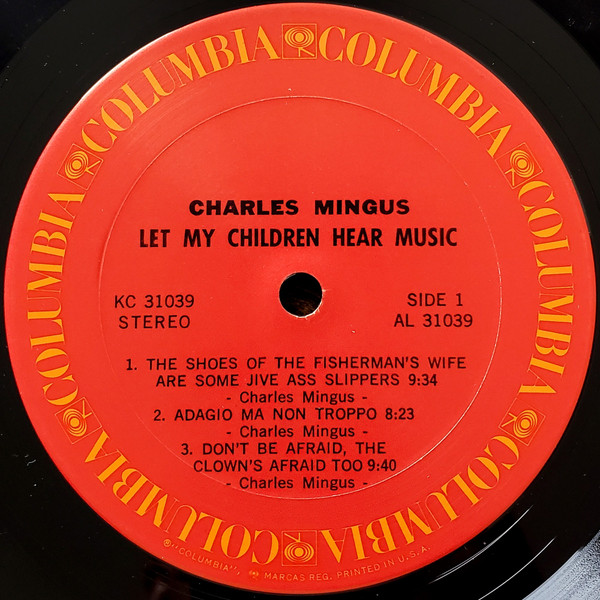 COLUMBIA COLUMBIA COLUMBIA COLUMBIA COLUMBIA COLUMBIA COLUMBIA COLUMBIA
CHARLES MINGUS
LET MY CHILDREN HEAR MUSIC
KC 31039
STEREO
SIDE 1
AL 31039
1. THE SHOES OF THE FISHERMAN'S WIFE
ARE SOME JIVE ASS SLIPPERS 9:34
- Charles Mingus -
2. ADAGIO MA NON TROPPO 8:23
- Charles Mingus -
3. DON'T BE AFRAID, THE
CLOWN'S AFRAID TOO 9:40
- Charles Mingus -
®"COLUMBIA", MARCAS REG. PRINTED IN U.S.A.